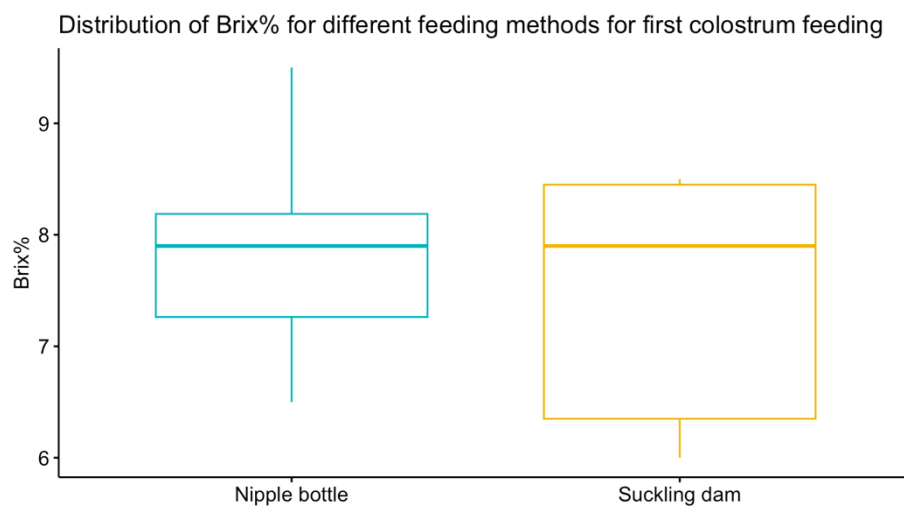 Distribution of Brix% for different feeding methods for first colostrum feeding
9
8
7
6
Brix%
Nipple bottle
Suckling dam